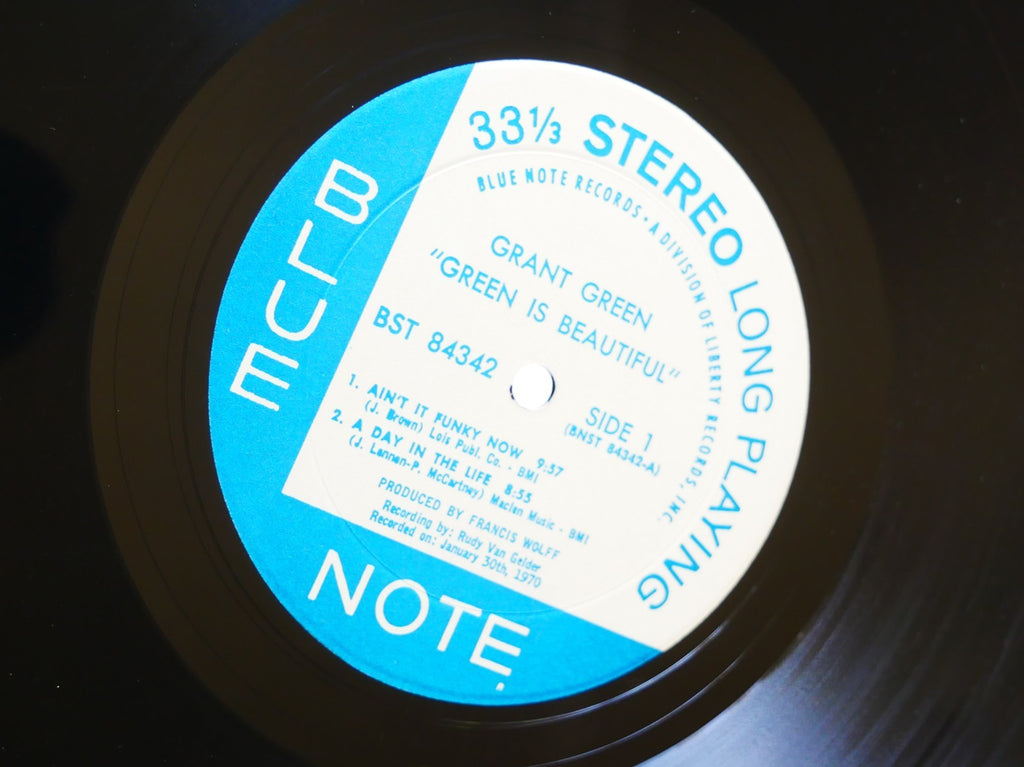 33⅓ STEREO LONG PLAYING
BLUE NOTE RECORDS • A DIVISION OF LIBERTY RECORDS, INC.
BLUE
GRANT GREEN
"GREEN IS BEAUTIFUL"
BST 84342
SIDE 1
(BNST 84342-A)
1. AIN'T IT FUNKY NOW 9:57
(J. Brown) Lois Publ. Co. - BMI
2. A DAY IN THE LIFE 8:55
(J. Lennon-P. McCartney) Maclen Music - BMI
PRODUCED BY FRANCIS WOLFF
Recording by: Rudy Van Gelder
Recorded on: January 30th, 1970
NOTE